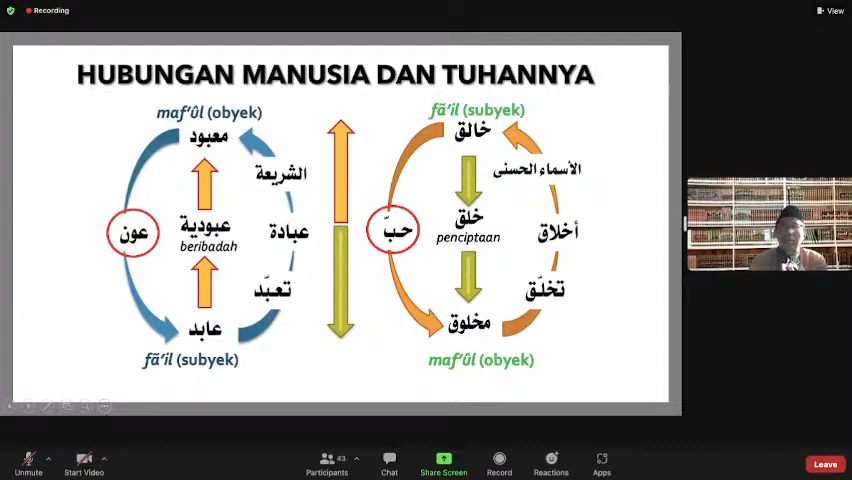 Recording
View
HUBUNGAN MANUSIA DAN TUHANNYA
maf'ûl (obyek)
معبود
الشريعة
عون
عبودية
beribadah
عبادة
تعبّد
عابد
fā'il (subyek)
fā'il (subyek)
خالق
الأسماء الحسنى
حبّ
خلق
penciptaan
أخلاق
تخلّق
مخلوق
maf'ûl (obyek)
Unmute
Start Video
43
Participants
Chat
Share Screen
Record
Reactions
Apps
Leave